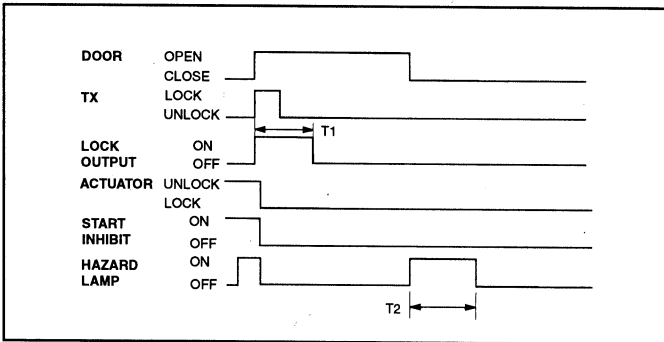 DOOR OPEN
CLOSE
TX LOCK
UNLOCK
T1
LOCK ON
OUTPUT OFF
ACTUATOR UNLOCK
LOCK
START ON
INHIBIT OFF
HAZARD ON
LAMP OFF
T2